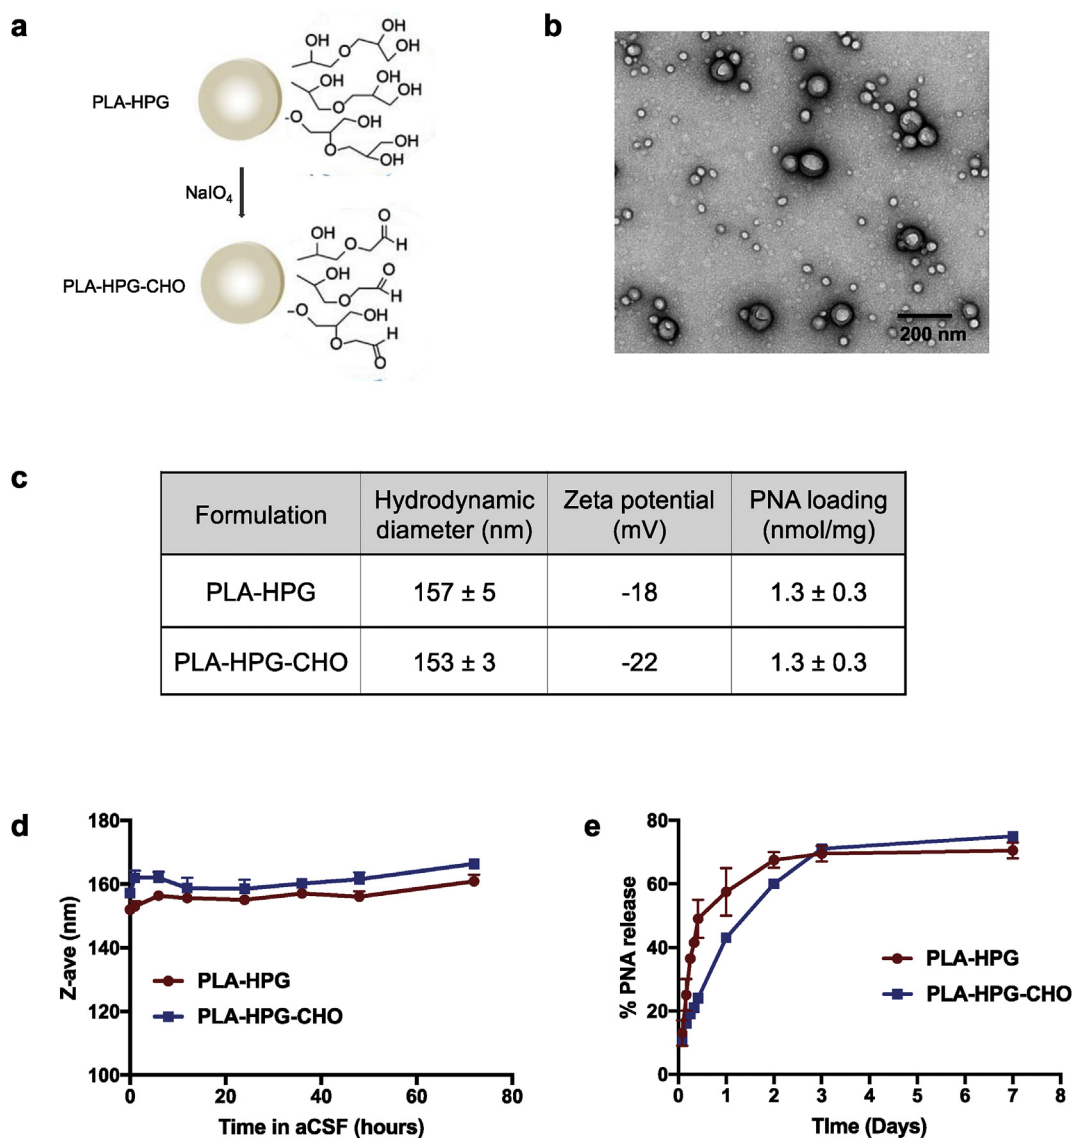 a
PLA-HPG
NaIO4
PLA-HPG-CHO
OH
OH
O
OH
OH
OH
O
OH
-O
OH
OH
O
OH
O
OH
O
H
O
OH
O
H
-O
OH
O
H
O
b
200 nm
c
Formulation
Hydrodynamic
diameter (nm)
Zeta potential
(mV)
PNA loading
(nmol/mg)
PLA-HPG
157 ± 5
-18
1.3 ± 0.3
PLA-HPG-CHO
153 ± 3
-22
1.3 ± 0.3
d
Z-ave (nm)
180
160
140
120
100
0
20
40
60
80
Time in aCSF (hours)
PLA-HPG
PLA-HPG-CHO
e
% PNA release
80
60
40
20
0
0
1
2
3
4
5
6
7
8
TIme (Days)
PLA-HPG
PLA-HPG-CHO